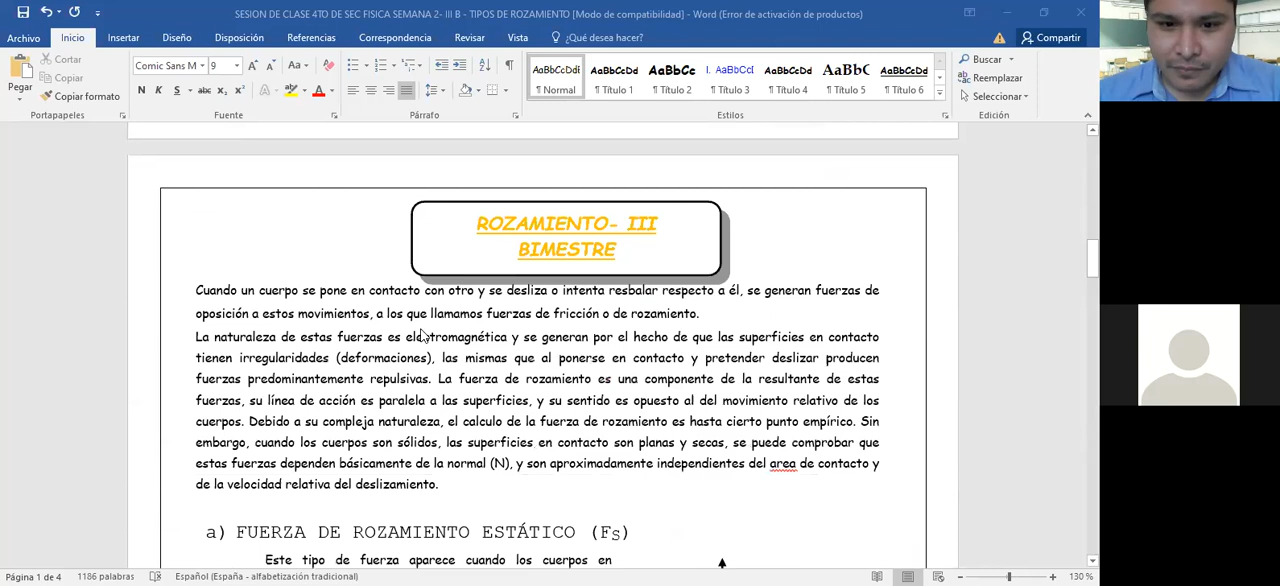 SESION DE CLASE 4TO DE SEC FISICA SEMANA 2- III B - TIPOS DE ROZAMIENTO [Modo de compatibilidad] - Word (Error de activación de productos)
Archivo Inicio Insertar Diseño Disposición Referencias Correspondencia Revisar Vista ¿Qué desea hacer? Compartir
Pegar
Cortar
Copiar
Copiar formato
Portapapeles
Comic Sans M 9
N K S abc x₂ x²
Fuente
Párrafo
AaBbCcDdE AaBbCcDd AaBbCc I. AaBbCcI AaBbCcDd AaBbC AaBbCcDd
¶ Normal ¶ Título 1 ¶ Título 2 ¶ Título 3 ¶ Título 4 ¶ Título 5 ¶ Título 6
Estilos
Buscar
Reemplazar
Seleccionar
Edición
ROZAMIENTO- III
BIMESTRE
Cuando un cuerpo se pone en contacto con otro y se desliza o intenta resbalar respecto a él, se generan fuerzas de
oposición a estos movimientos, a los que llamamos fuerzas de fricción o de rozamiento.
La naturaleza de estas fuerzas es electromagnética y se generan por el hecho de que las superficies en contacto
tienen irregularidades (deformaciones), las mismas que al ponerse en contacto y pretender deslizar producen
fuerzas predominantemente repulsivas. La fuerza de rozamiento es una componente de la resultante de estas
fuerzas, su línea de acción es paralela a las superficies, y su sentido es opuesto al del movimiento relativo de los
cuerpos. Debido a su compleja naturaleza, el calculo de la fuerza de rozamiento es hasta cierto punto empírico. Sin
embargo, cuando los cuerpos son sólidos, las superficies en contacto son planas y secas, se puede comprobar que
estas fuerzas dependen básicamente de la normal (N), y son aproximadamente independientes del area de contacto y
de la velocidad relativa del deslizamiento.
a) FUERZA DE ROZAMIENTO ESTÁTICO (FS)
Este tipo de fuerza aparece cuando los cuerpos en
Página 1 de 4 1186 palabras Español (España - alfabetización tradicional) 130 %